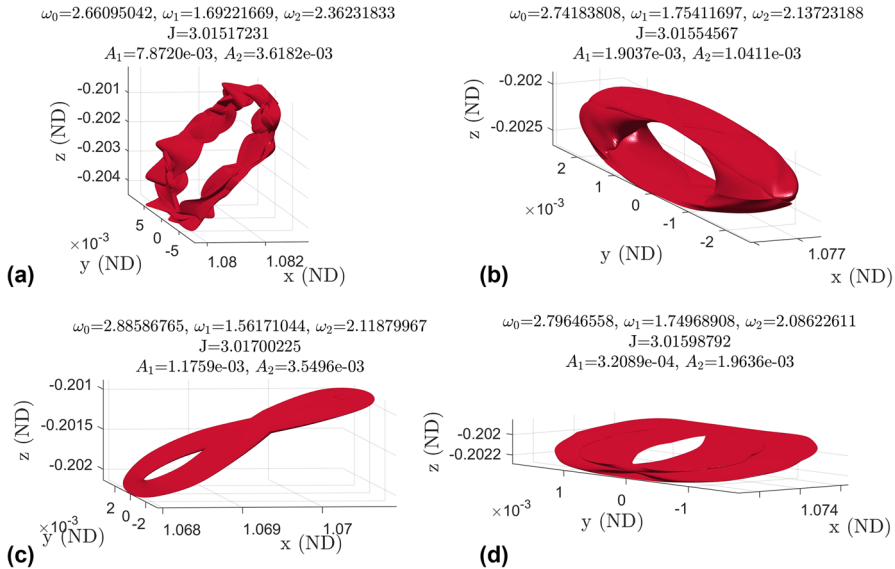 ω₀=2.66095042, ω₁=1.69221669, ω₂=2.36231833
J=3.01517231
A₁=7.8720e-03, A₂=3.6182e-03
-0.201
-0.202
-0.203
-0.204
z (ND)
5
0
-5
×10⁻³
y (ND)
1.08
1.082
x (ND)
(a)
ω₀=2.74183808, ω₁=1.75411697, ω₂=2.13723188
J=3.01554567
A₁=1.9037e-03, A₂=1.0411e-03
-0.202
-0.2025
z (ND)
2
1
0
-1
-2
×10⁻³
y (ND)
1.077
x (ND)
(b)
ω₀=2.88586765, ω₁=1.56171044, ω₂=2.11879967
J=3.01700225
A₁=1.1759e-03, A₂=3.5496e-03
-0.201
-0.2015
-0.202
z (ND)
2
0
-2
×10⁻³
y (ND)
1.068
1.069
1.07
x (ND)
(c)
ω₀=2.79646558, ω₁=1.74968908, ω₂=2.08622611
J=3.01598792
A₁=3.2089e-04, A₂=1.9636e-03
-0.202
-0.2022
z (ND)
1
0
-1
y (ND)
1.074
x (ND)
(d)